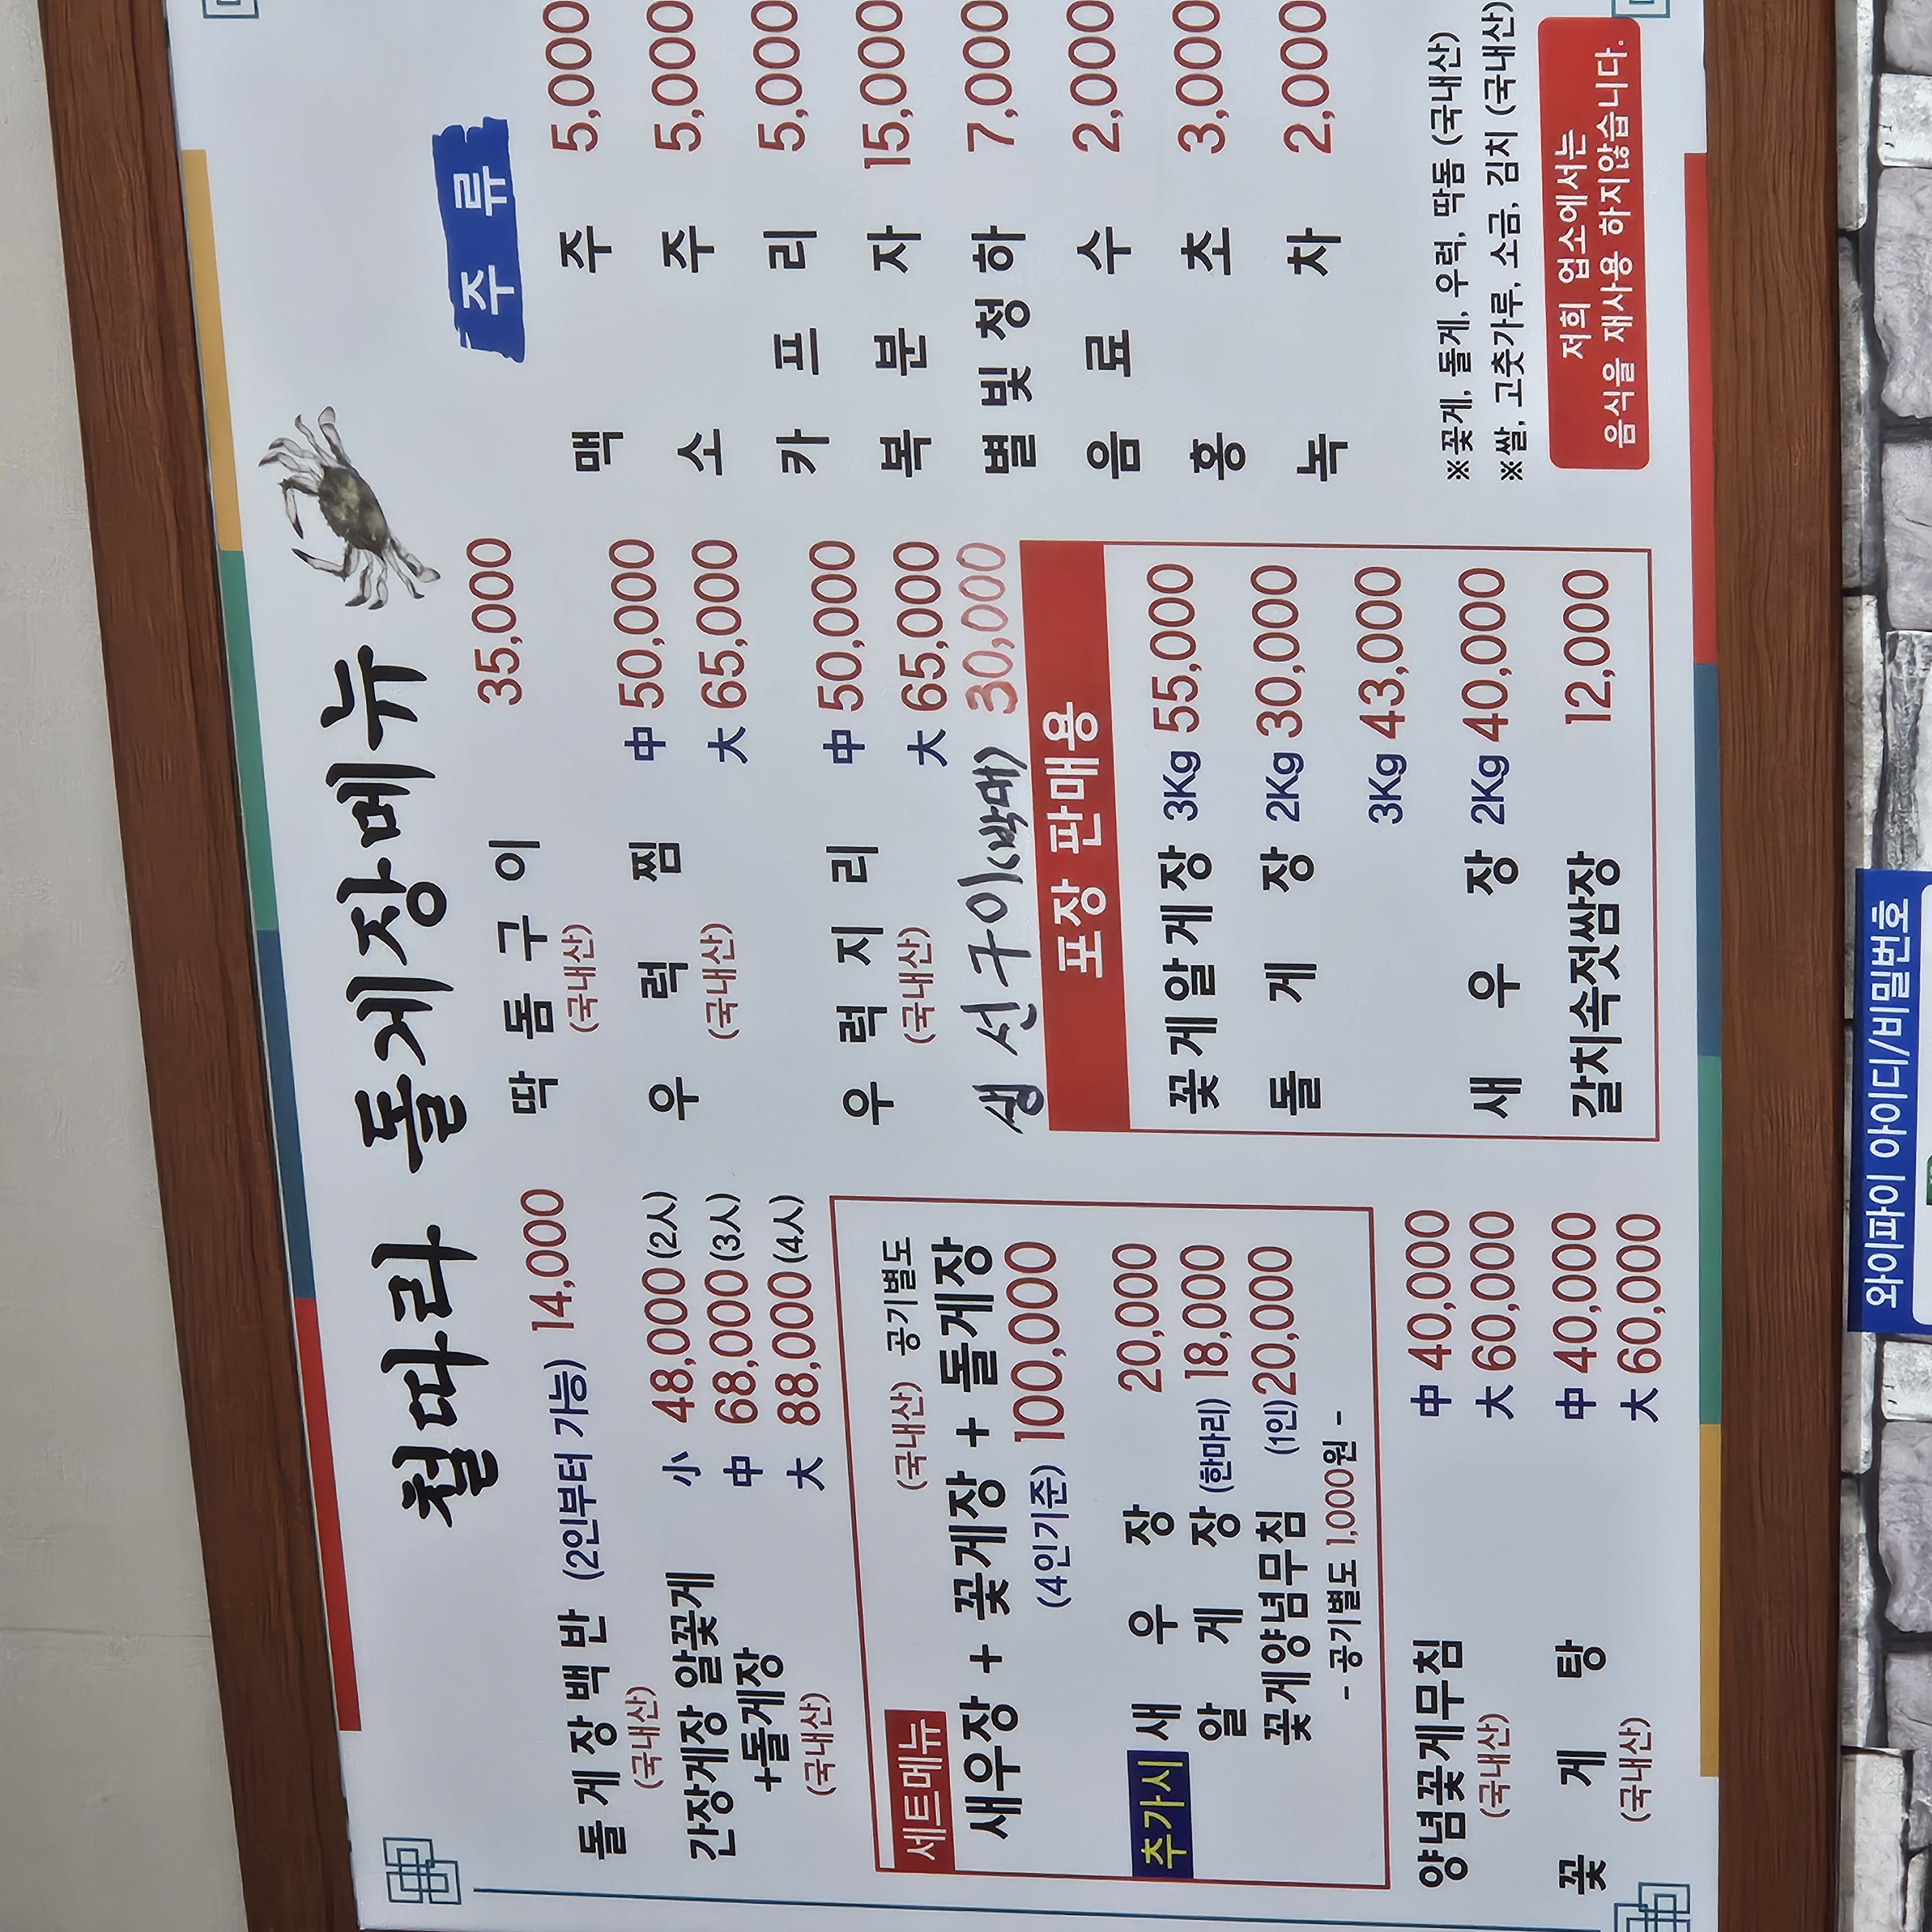 철따라 돌게장메뉴
돌게장백반 (2인부터 가능) 14,000
(국내산)
간장게장 알꽃게 小 48,000 (2人)
+돌게장 中 68,000 (3人)
(국내산) 大 88,000 (4人)
세트메뉴 (국내산) 공기별도
새우장 + 꽃게장 + 돌게장
(4인기준) 100,000
추가시 새우장 20,000
알게장 (한마리) 18,000
꽃게양념무침 (1인) 20,000
- 공기별도 1,000원 -
양념꽃게무침 中 40,000
(국내산) 大 60,000
꽃게탕 中 40,000
(국내산) 大 60,000
딱돔구이 35,000
(국내산)
우럭찜 中 50,000
(국내산) 大 65,000
우럭지리 中 50,000
(국내산) 大 65,000
생선구이(박대) 30,000
포장 판매용
꽃게알게장 3Kg 55,000
돌게장 2Kg 30,000
3Kg 43,000
새우장 2Kg 40,000
갈치속젓쌈장 12,000
주류
맥주 5,000
소주 5,000
카프리 5,000
복분자 15,000
별빛청하 7,000
음료수 2,000
홍초 3,000
녹차 2,000
※꽃게, 돌게, 우럭, 딱돔 (국내산)
※쌀, 고춧가루, 소금, 김치 (국내산)
저희 업소에서는
음식을 재사용 하지않습니다.
와이파이 아이디/비밀번호